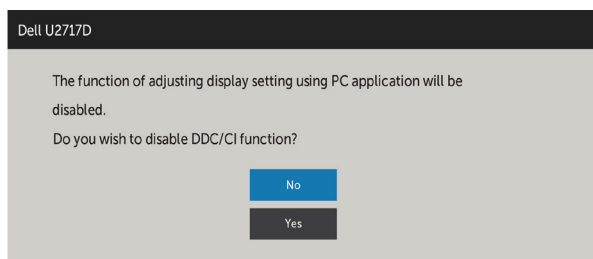 Dell U2717D
The function of adjusting display setting using PC application will be
disabled.
Do you wish to disable DDC/CI function?
No
Yes